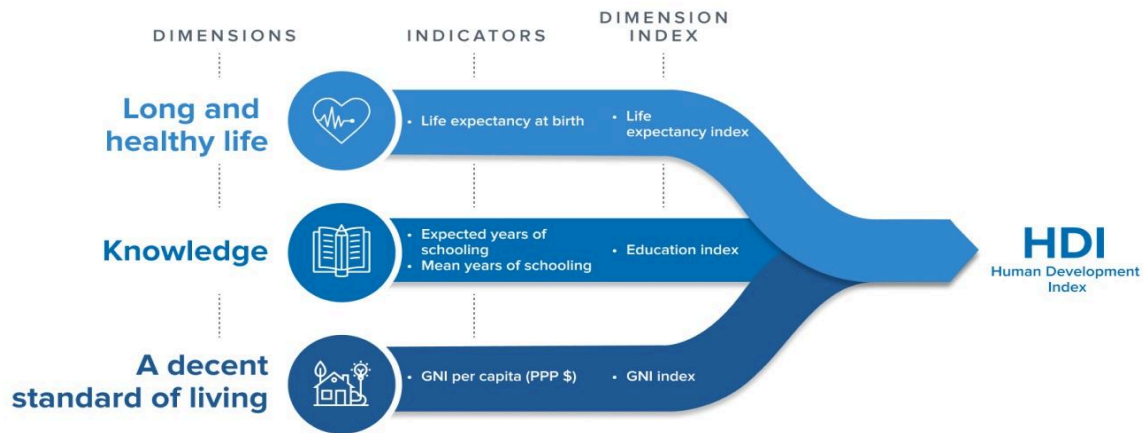 DIMENSIONS
INDICATORS
DIMENSION
INDEX
Long and
healthy life
• Life expectancy at birth
• Life
expectancy index
Knowledge
• Expected years of
schooling
• Mean years of schooling
• Education index
HDI
Human Development
Index
A decent
standard of living
• GNI per capita (PPP $)
• GNI index